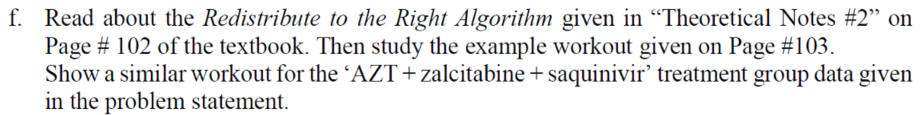 f. Read about the Redistribute to the Right Algorithm given in “Theoretical Notes #2” on
Page # 102 of the textbook. Then study the example workout given on Page #103.
Show a similar workout for the ‘AZT + zalcitabine + saquinivir’ treatment group data given
in the problem statement.